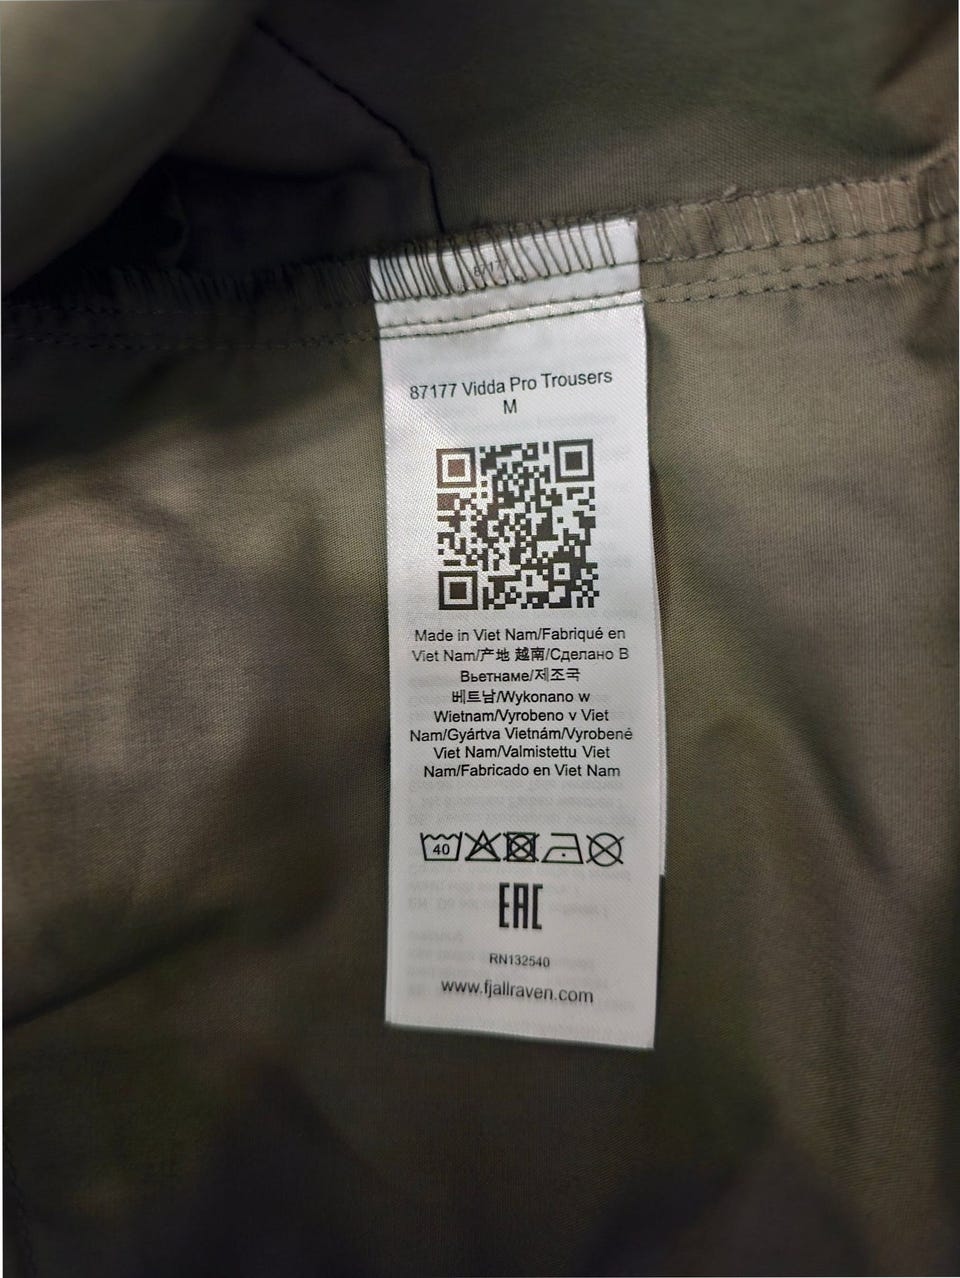 87177
87177 Vidda Pro Trousers
M
Made in Viet Nam/Fabriqué en
Viet Nam/产地 越南/Сделано В
Вьетнаме/제조국
베트남/Wykonano w
Wietnam/Vyrobeno v Viet
Nam/Gyártva Vietnám/Vyrobené
Viet Nam/Valmistettu Viet
Nam/Fabricado en Viet Nam
40
EAC
RN132540
www.fjallraven.com